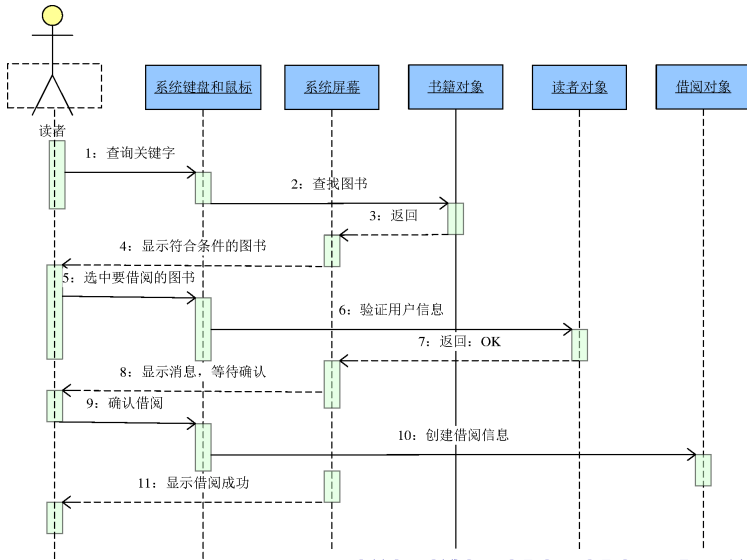 系统键盘和鼠标
系统屏幕
书籍对象
读者对象
借阅对象
读者
1：查询关键字
2：查找图书
3：返回
4：显示符合条件的图书
5：选中要借阅的图书
6：验证用户信息
7：返回：OK
8：显示消息，等待确认
9：确认借阅
10：创建借阅信息
11：显示借阅成功